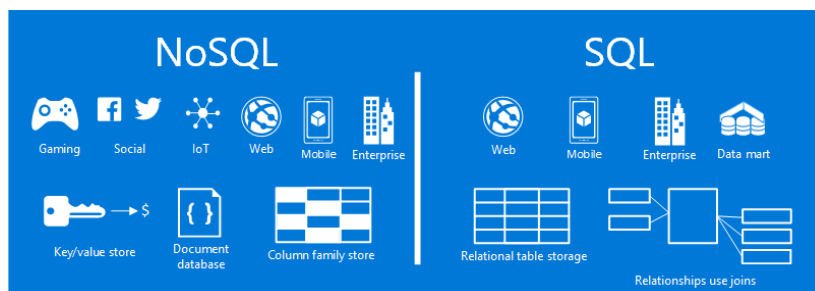 NoSQL
SQL
Gaming
Social
IoT
Web
Mobile
Enterprise
Web
Mobile
Enterprise
Data mart
$
{ }
Key/value store
Document
database
Column family store
Relational table storage
Relationships use joins